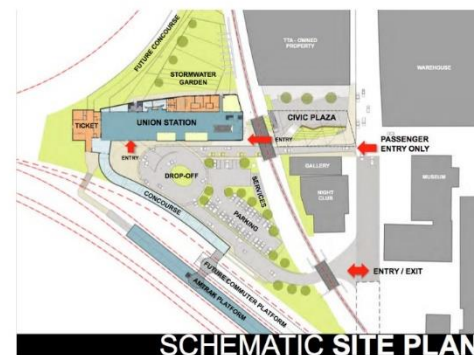 FUTURE CONCOURSE
TTA - OWNED
PROPERTY
WAREHOUSE
STORMWATER
GARDEN
TICKET
UNION STATION
CIVIC PLAZA
ENTRY
ENTRY
PASSENGER
ENTRY ONLY
DROP-OFF
GALLERY
MUSEUM
SERVICES
NIGHT
CLUB
CONCOURSE
PARKING
ENTRY / EXIT
FUTURE COMMUTER PLATFORM
AMTRAK PLATFORM
SCHEMATIC SITE PLAN